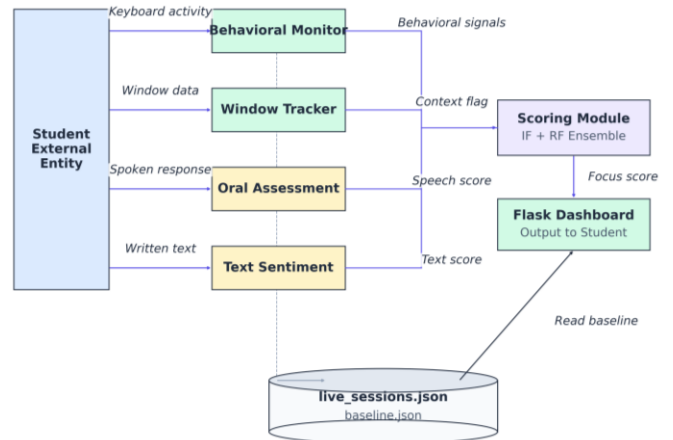 Keyboard activity
Behavioral Monitor
Behavioral signals
Window data
Window Tracker
Context flag
Student
External
Entity
Scoring Module
IF + RF Ensemble
Spoken response
Oral Assessment
Speech score
Focus score
Flask Dashboard
Output to Student
Written text
Text Sentiment
Text score
Read baseline
live_sessions.json
baseline.json